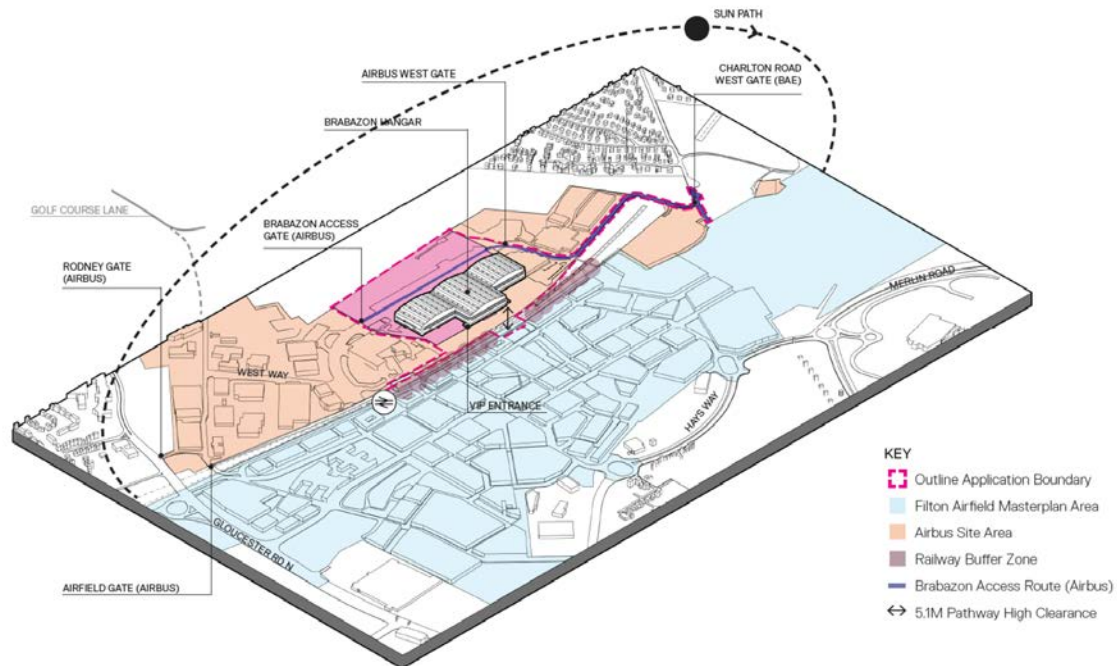 SUN PATH
CHARLTON ROAD
WEST GATE (BAE)
AIRBUS WEST GATE
BRABAZON HANGAR
GOLF COURSE LANE
BRABAZON ACCESS
GATE (AIRBUS)
RODNEY GATE
(AIRBUS)
MERLIN ROAD
WEST WAY
VIP ENTRANCE
HAYS WAY
GLOUCESTER RD N
AIRFIELD GATE (AIRBUS)
KEY
Outline Application Boundary
Filton Airfield Masterplan Area
Airbus Site Area
Railway Buffer Zone
Brabazon Access Route (Airbus)
5.1M Pathway High Clearance